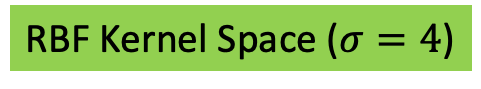 RBF Kernel Space (𝜎 = 4)